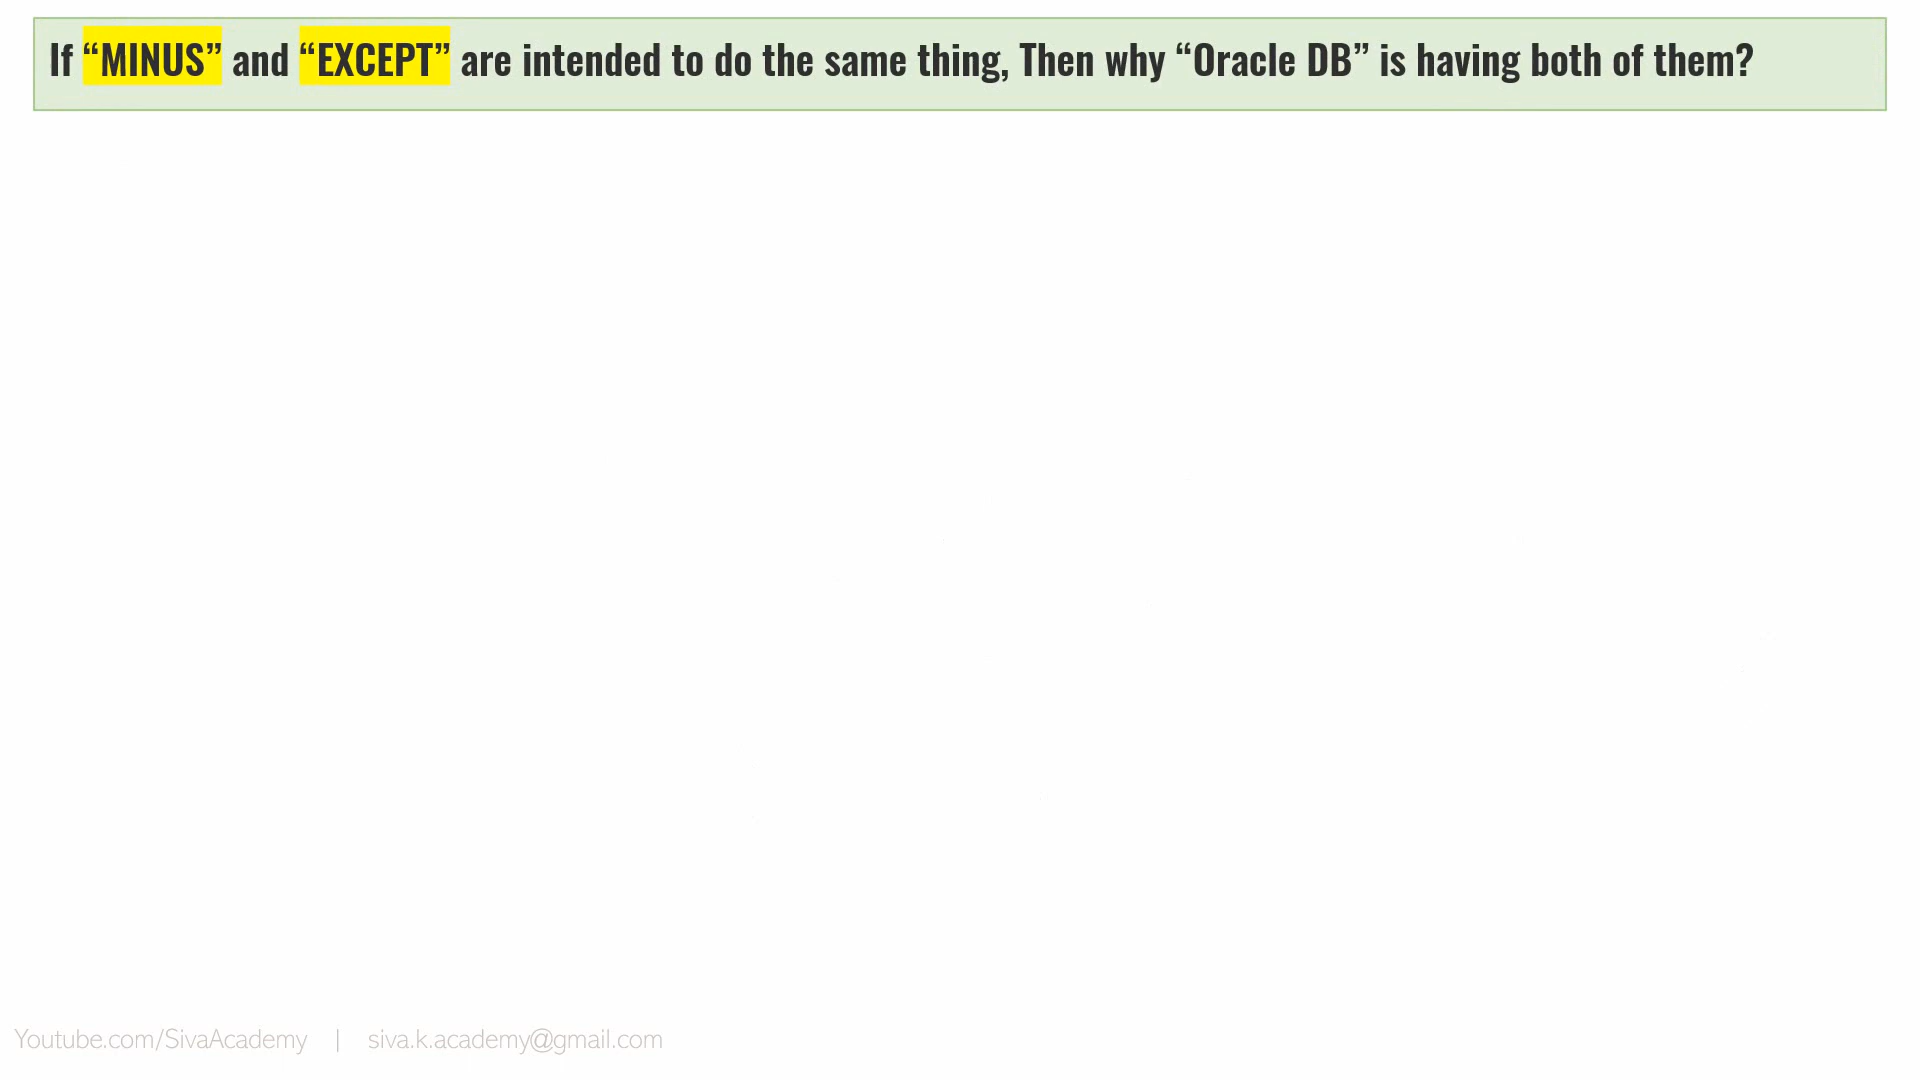 If “MINUS” and “EXCEPT” are intended to do the same thing, Then why “Oracle DB” is having both of them?
Youtube.com/SivaAcademy | siva.k.academy@gmail.com